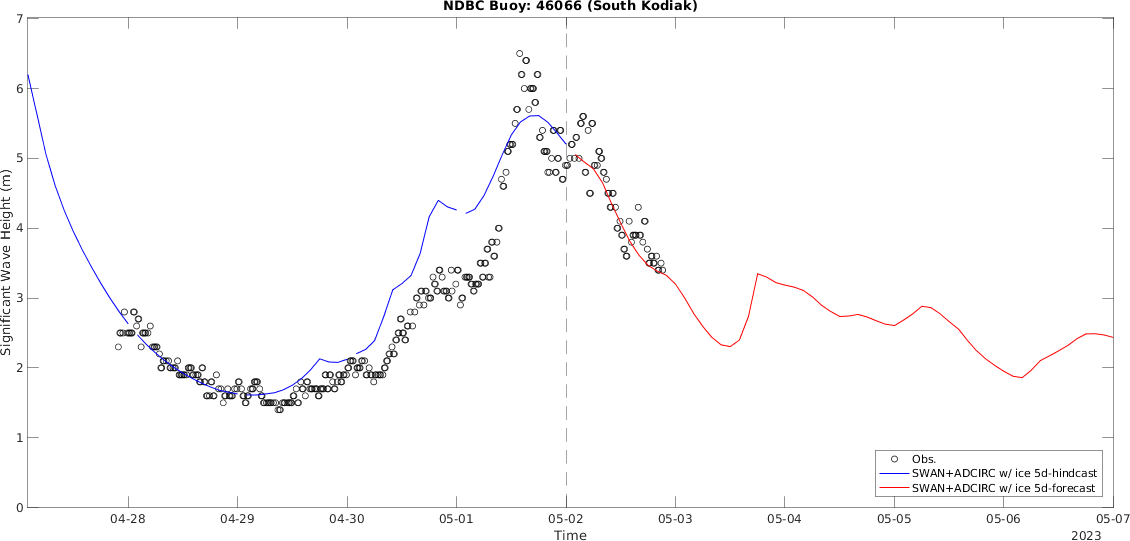 NDBC Buoy: 46066 (South Kodiak)
7
6
5
4
3
2
1
0
Significant Wave Height (m)
Obs.
SWAN+ADCIRC w/ ice 5d-hindcast
SWAN+ADCIRC w/ ice 5d-forecast
04-28 04-29 04-30 05-01 05-02 05-03 05-04 05-05 05-06 05-07
Time
2023